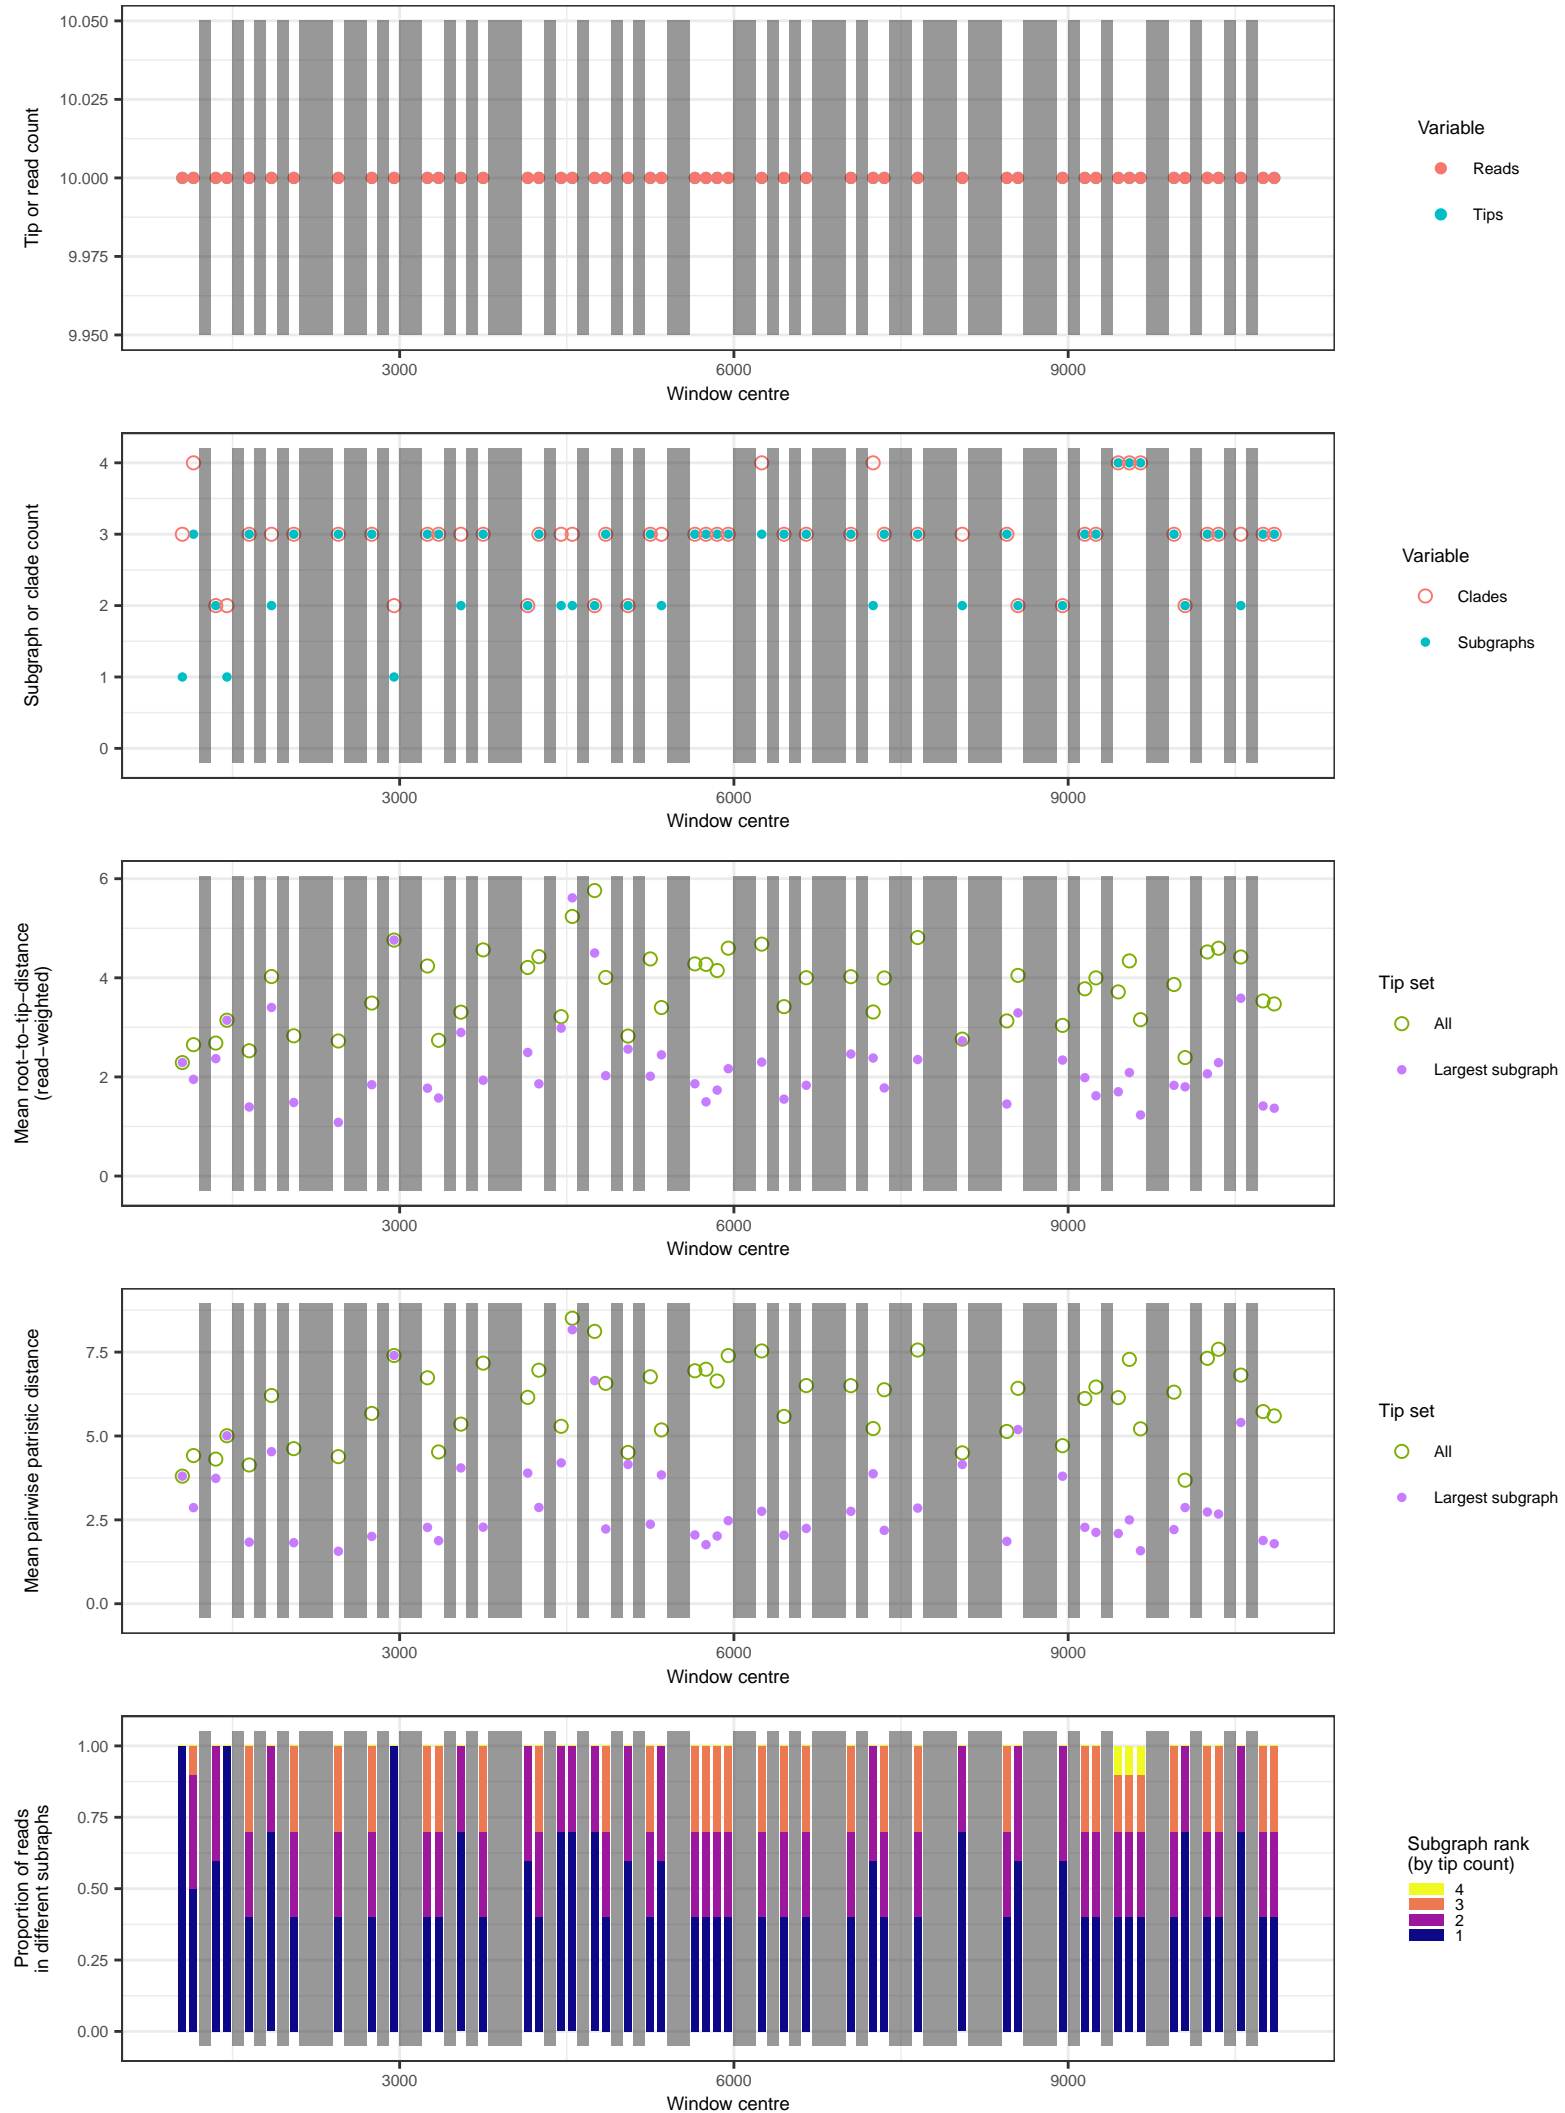 10.050
10.025
10.000
9.975
9.950
Tip or read count
3000
6000
9000
Window centre
Variable
Reads
Tips
4
3
2
1
0
Subgraph or clade count
3000
6000
9000
Window centre
Variable
Clades
Subgraphs
6
4
2
0
Mean root−to−tip−distance
(read−weighted)
3000
6000
9000
Window centre
Tip set
All
Largest subgraph
7.5
5.0
2.5
0.0
Mean pairwise patristic distance
3000
6000
9000
Window centre
Tip set
All
Largest subgraph
1.00
0.75
0.50
0.25
0.00
Proportion of reads
in different subraphs
3000
6000
9000
Window centre
Subgraph rank
(by tip count)
4
3
2
1